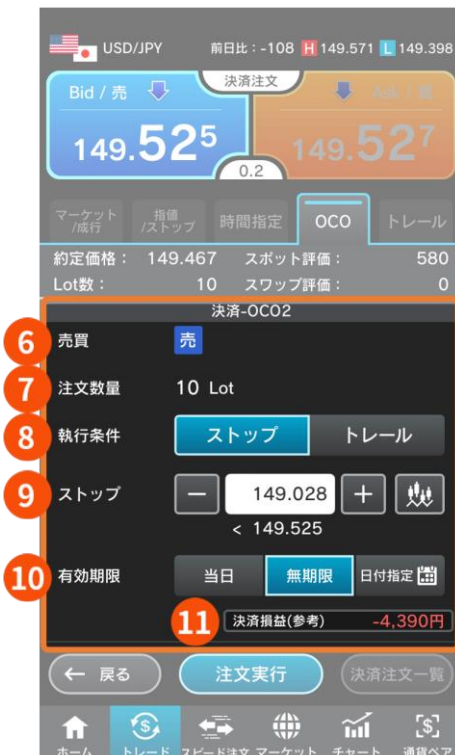 USD/JPY 前日比:-108 H 149.571 L 149.398
決済注文
Bid / 売 Ask / 買
149.525 149.527
0.2
マーケット/成行 指値/ストップ 時間指定 OCO トレール
約定価格: 149.467 スポット評価: 580
Lot数: 10 スワップ評価: 0
決済-OCO2
6 売買 売
7 注文数量 10 Lot
8 執行条件 ストップ トレール
9 ストップ − 149.028 +
< 149.525
10 有効期限 当日 無期限 日付指定
11 決済損益(参考) -4,390円
← 戻る 注文実行 決済注文一覧
ホーム トレード スピード注文 マーケット チャート 通貨ペア